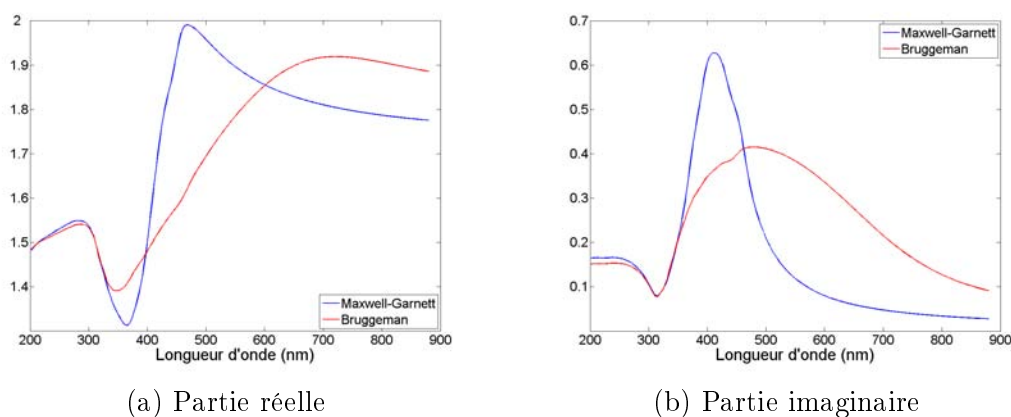 2
1.9
1.8
1.7
1.6
1.5
1.4
200 300 400 500 600 700 800 900
Longueur d'onde (nm)
Maxwell-Garnett
Bruggeman
(a) Partie réelle
0.7
0.6
0.5
0.4
0.3
0.2
0.1
200 300 400 500 600 700 800 900
Longueur d'onde (nm)
Maxwell-Garnett
Bruggeman
(b) Partie imaginaire